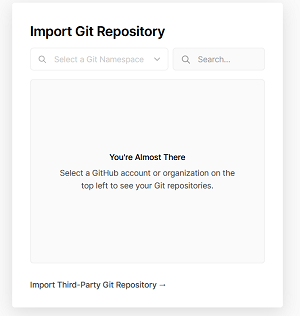 Import Git Repository
Select a Git Namespace
Search...
You're Almost There
Select a GitHub account or organization on the
top left to see your Git repositories.
Import Third-Party Git Repository →